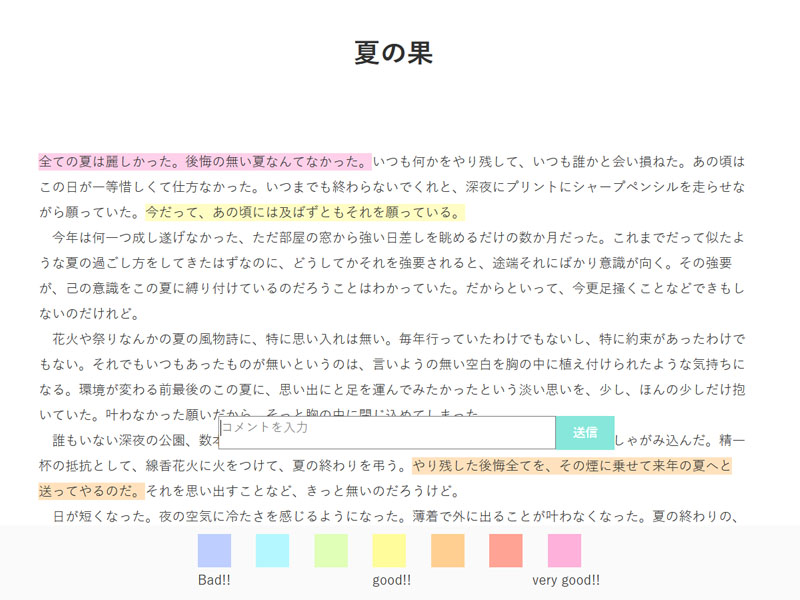 夏の果
全ての夏は麗しかった。後悔の無い夏なんてなかった。いつも何かをやり残して、いつも誰かと会い損ねた。あの頃は
この日が一等惜しくて仕方なかった。いつまでも終わらないでくれと、深夜にプリントにシャープペンシルを走らせな
がら願っていた。今だって、あの頃には及ばずともそれを願っている。
　今年は何一つ成し遂げなかった、ただ部屋の窓から強い日差しを眺めるだけの数か月だった。これまでだって似たよ
うな夏の過ごし方をしてきたはずなのに、どうしてかそれを強要されると、途端それにばかり意識が向く。その強要
が、己の意識をこの夏に縛り付けているのだろうことはわかっていた。だからといって、今更足掻くことなどできもし
ないのだけれど。
　花火や祭りなんかの夏の風物詩に、特に思い入れは無い。毎年行っていたわけでもないし、特に約束があったわけで
もない。それでもいつもあったものが無いというのは、言いようの無い空白を胸の中に植え付けられたような気持ちに
なる。環境が変わる前最後のこの夏に、思い出にと足を運んでみたかったという淡い思いを、少し、ほんの少しだけ抱
いていた。叶わなかった願いだから、そっと胸の中に閉じ込めてしまった
コメントを入力
送信
　誰もいない深夜の公園、数本 しゃがみ込んだ。精一
杯の抵抗として、線香花火に火をつけて、夏の終わりを弔う。やり残した後悔全てを、その煙に乗せて来年の夏へと
送ってやるのだ。それを思い出すことなど、きっと無いのだろうけど。
　日が短くなった。夜の空気に冷たさを感じるようになった。薄着で外に出ることが叶わなくなった。夏の終わりの、
Bad!! good!! very good!!